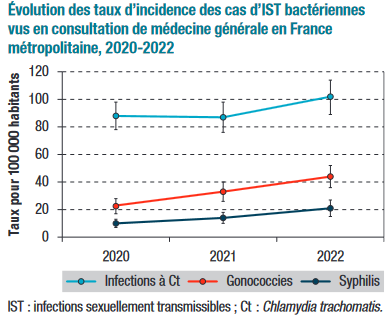 Évolution des taux d'incidence des cas d'IST bactériennes
vus en consultation de médecine générale en France
métropolitaine, 2020-2022
Taux pour 100 000 habitants
120
100
80
60
40
20
0
2020 2021 2022
Infections à Ct Gonococcies Syphilis
IST : infections sexuellement transmissibles ; Ct : Chlamydia trachomatis.